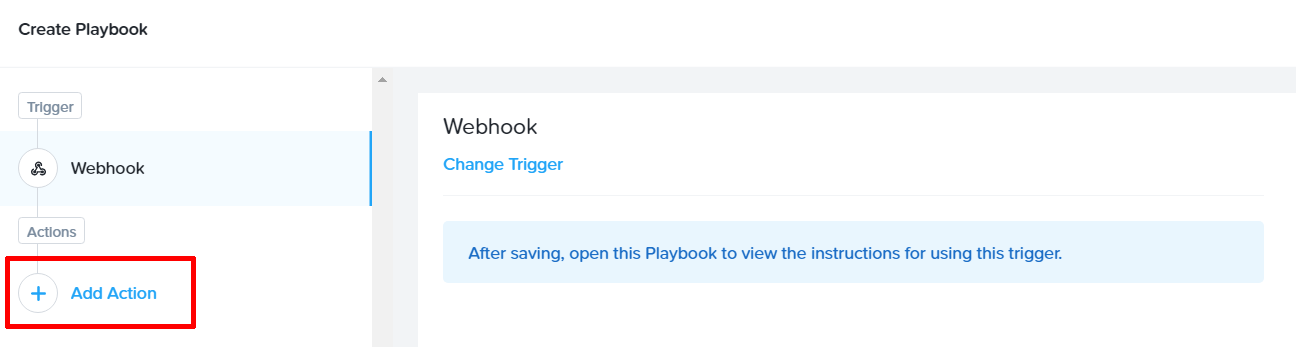 Create Playbook
Trigger
Webhook
Actions
Add Action
Webhook
Change Trigger
After saving, open this Playbook to view the instructions for using this trigger.